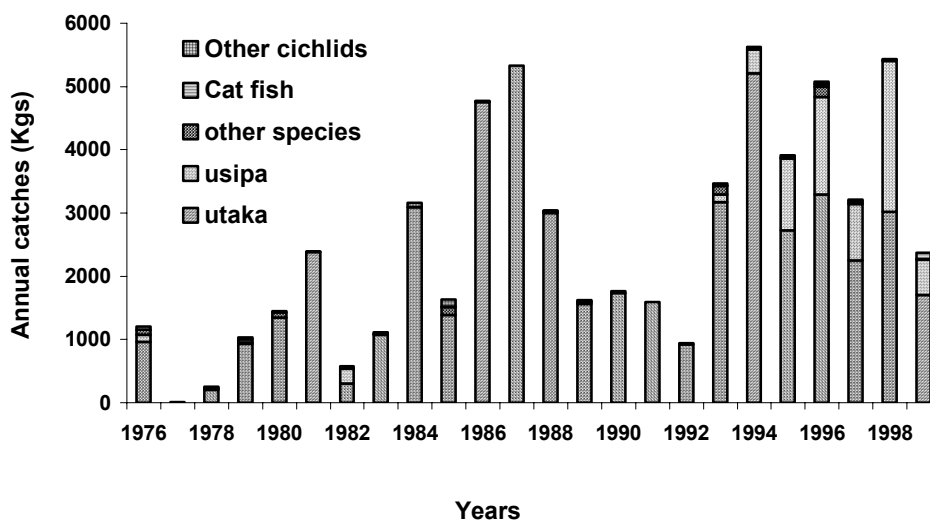 6000
5000
4000
3000
2000
1000
0
Annual catches (Kgs)
Other cichlids
Cat fish
other species
usipa
utaka
1976 1978 1980 1982 1984 1986 1988 1990 1992 1994 1996 1998
Years